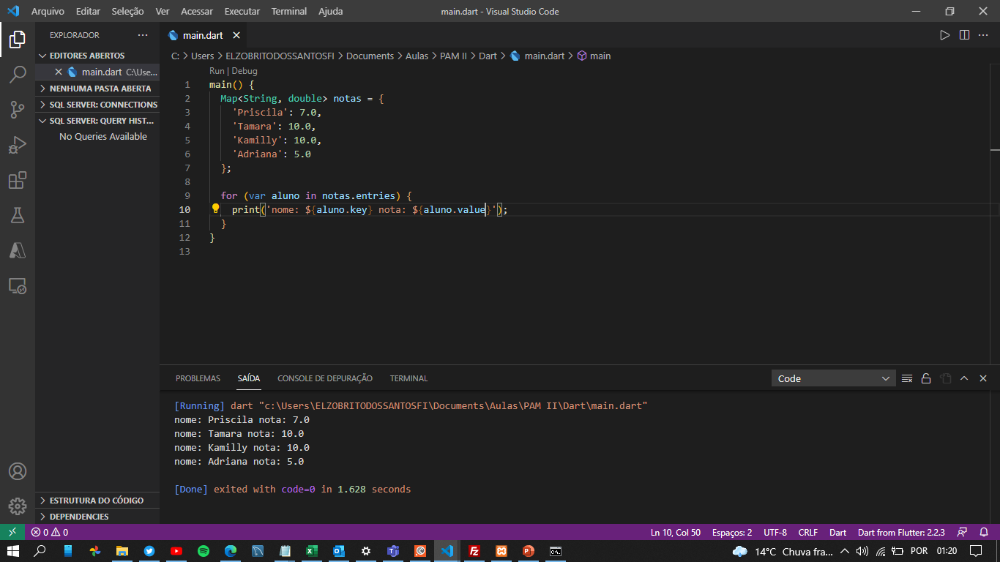 Arquivo Editar Seleção Ver Acessar Executar Terminal Ajuda main.dart - Visual Studio Code
EXPLORADOR ···
EDITORES ABERTOS
main.dart C:\Use...
NENHUMA PASTA ABERTA
SQL SERVER: CONNECTIONS
SQL SERVER: QUERY HIST...
No Queries Available
ESTRUTURA DO CÓDIGO
DEPENDENCIES
main.dart
C: > Users > ELZOBRITODOSSANTOSFI > Documents > Aulas > PAM II > Dart > main.dart > main
Run | Debug
1 main() {
2   Map<String, double> notas = {
3     'Priscila': 7.0,
4     'Tamara': 10.0,
5     'Kamilly': 10.0,
6     'Adriana': 5.0
7   };
8
9   for (var aluno in notas.entries) {
10     print('nome: ${aluno.key} nota: ${aluno.value}');
11   }
12 }
13
PROBLEMAS SAÍDA CONSOLE DE DEPURAÇÃO TERMINAL Code
[Running] dart "c:\Users\ELZOBRITODOSSANTOSFI\Documents\Aulas\PAM II\Dart\main.dart"
nome: Priscila nota: 7.0
nome: Tamara nota: 10.0
nome: Kamilly nota: 10.0
nome: Adriana nota: 5.0
[Done] exited with code=0 in 1.628 seconds
0 0 Ln 10, Col 50 Espaços: 2 UTF-8 CRLF Dart Dart from Flutter: 2.2.3
14°C Chuva fra... POR 01:20